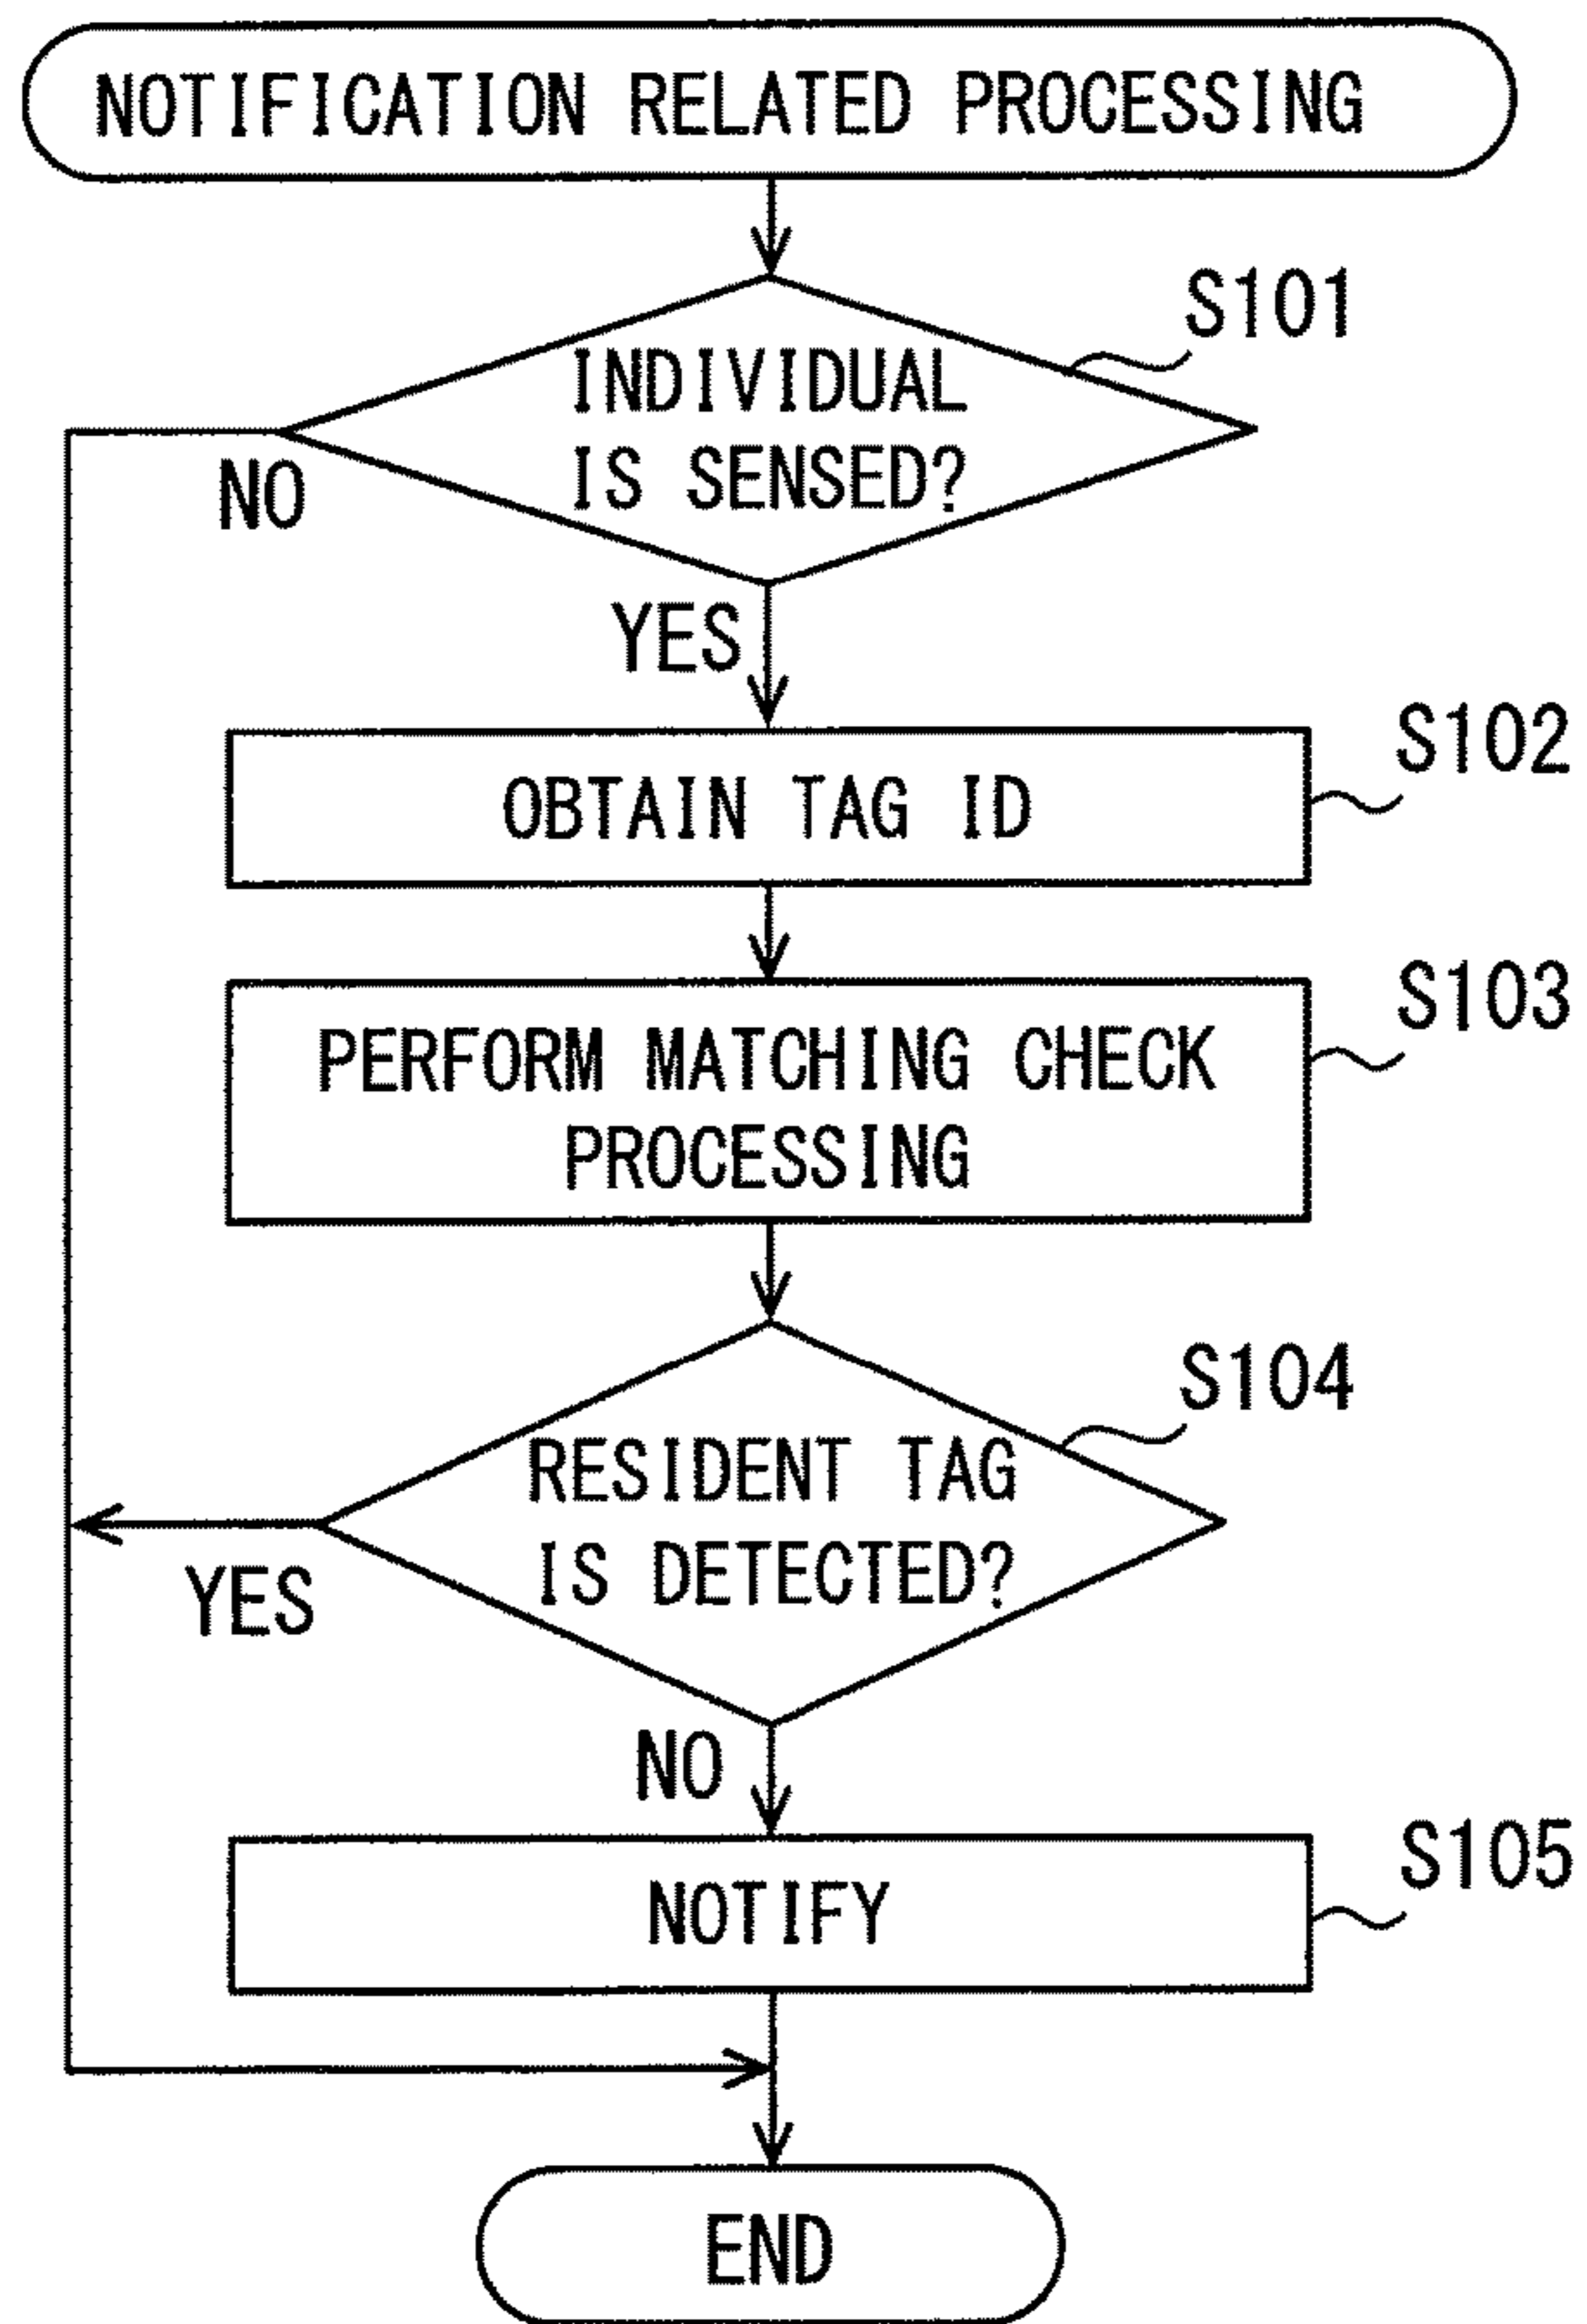 NOTIFICATION RELATED PROCESSING
S101
INDIVIDUAL
IS SENSED?
NO
YES
S102
OBTAIN TAG ID
S103
PERFORM MATCHING CHECK
PROCESSING
S104
RESIDENT TAG
IS DETECTED?
YES
NO
S105
NOTIFY
END